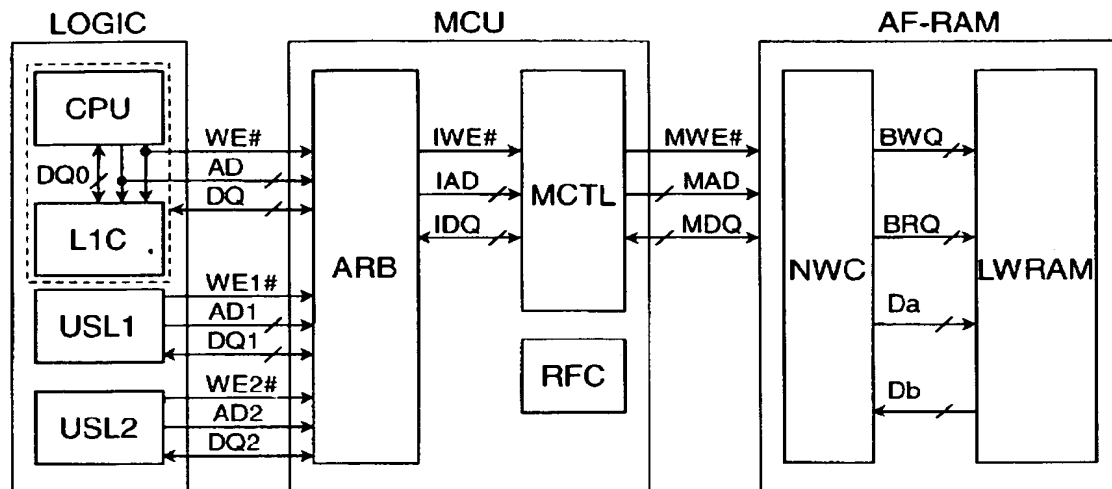 LOGIC
MCU
AF-RAM
CPU
DQ0
L1C
USL1
USL2
WE#
AD
DQ
WE1#
AD1
DQ1
WE2#
AD2
DQ2
ARB
IWE#
IAD
IDQ
MCTL
RFC
MWE#
MAD
MDQ
NWC
BWQ
BRQ
Da
Db
LWRAM